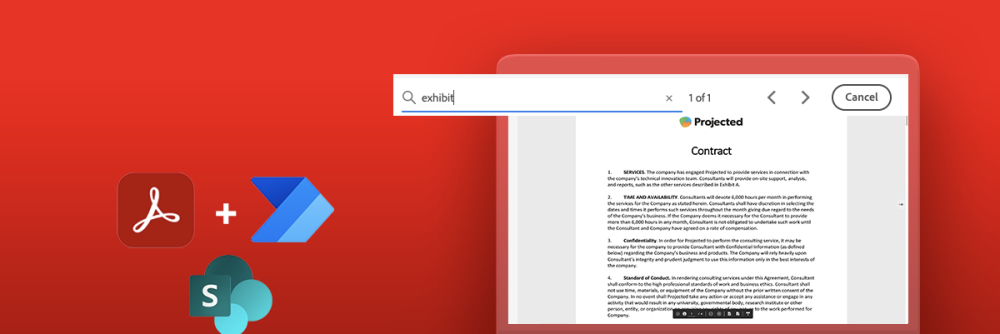 exhibit
1 of 1
Cancel
Projected
Contract
1. SERVICES. The company has engaged Projected to provide services in connection with
the company's technical innovation team. Consultants will provide on-site support, analysis,
and reports, such as the other services described in Exhibit A.
2. TIME AND AVAILABILITY. Consultants will devote 6,000 hours per month in performing
the services for the Company as stated herein. Consultants shall have discretion in selecting the
dates and times it performs such services throughout the month giving due regard to the needs
of the Company's business. If the Company deems it necessary for the Consultant to provide
more than 6,000 hours in any month, Consultant is not obligated to undertake such work until
the Consultant and Company have agreed on a rate of compensation.
3. Confidentiality. In order for Projected to perform the consulting service, it may be
necessary for the company to provide Consultant with Confidential Information (as defined
below) regarding the Company's business and products. The Company will rely heavily upon
Consultant's integrity and prudent judgment to use this information only in the best interests of
the company.
4. Standard of Conduct. In rendering consulting services under this Agreement, Consultant
shall conform to the high professional standards of work and business ethics. Consultant shall
not use time, materials, or equipment of the Company without the prior written consent of the
Company. In no event shall Projected take any action or accept any assistance or engage in any
activity that would result in any university, governmental body, research institute or other
person, entity, or organization to the work performed for
Company.
S